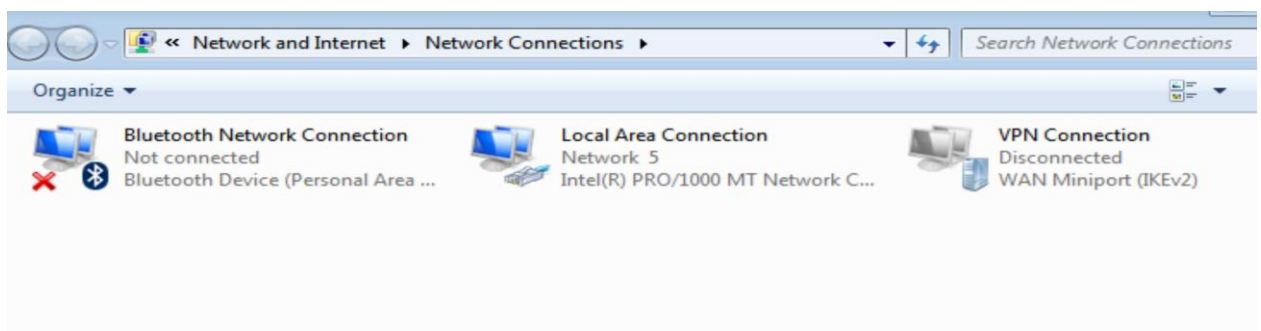 « Network and Internet ▸ Network Connections ▸
Search Network Connections
Organize ▾
Bluetooth Network Connection
Not connected
Bluetooth Device (Personal Area ...
Local Area Connection
Network 5
Intel(R) PRO/1000 MT Network C...
VPN Connection
Disconnected
WAN Miniport (IKEv2)